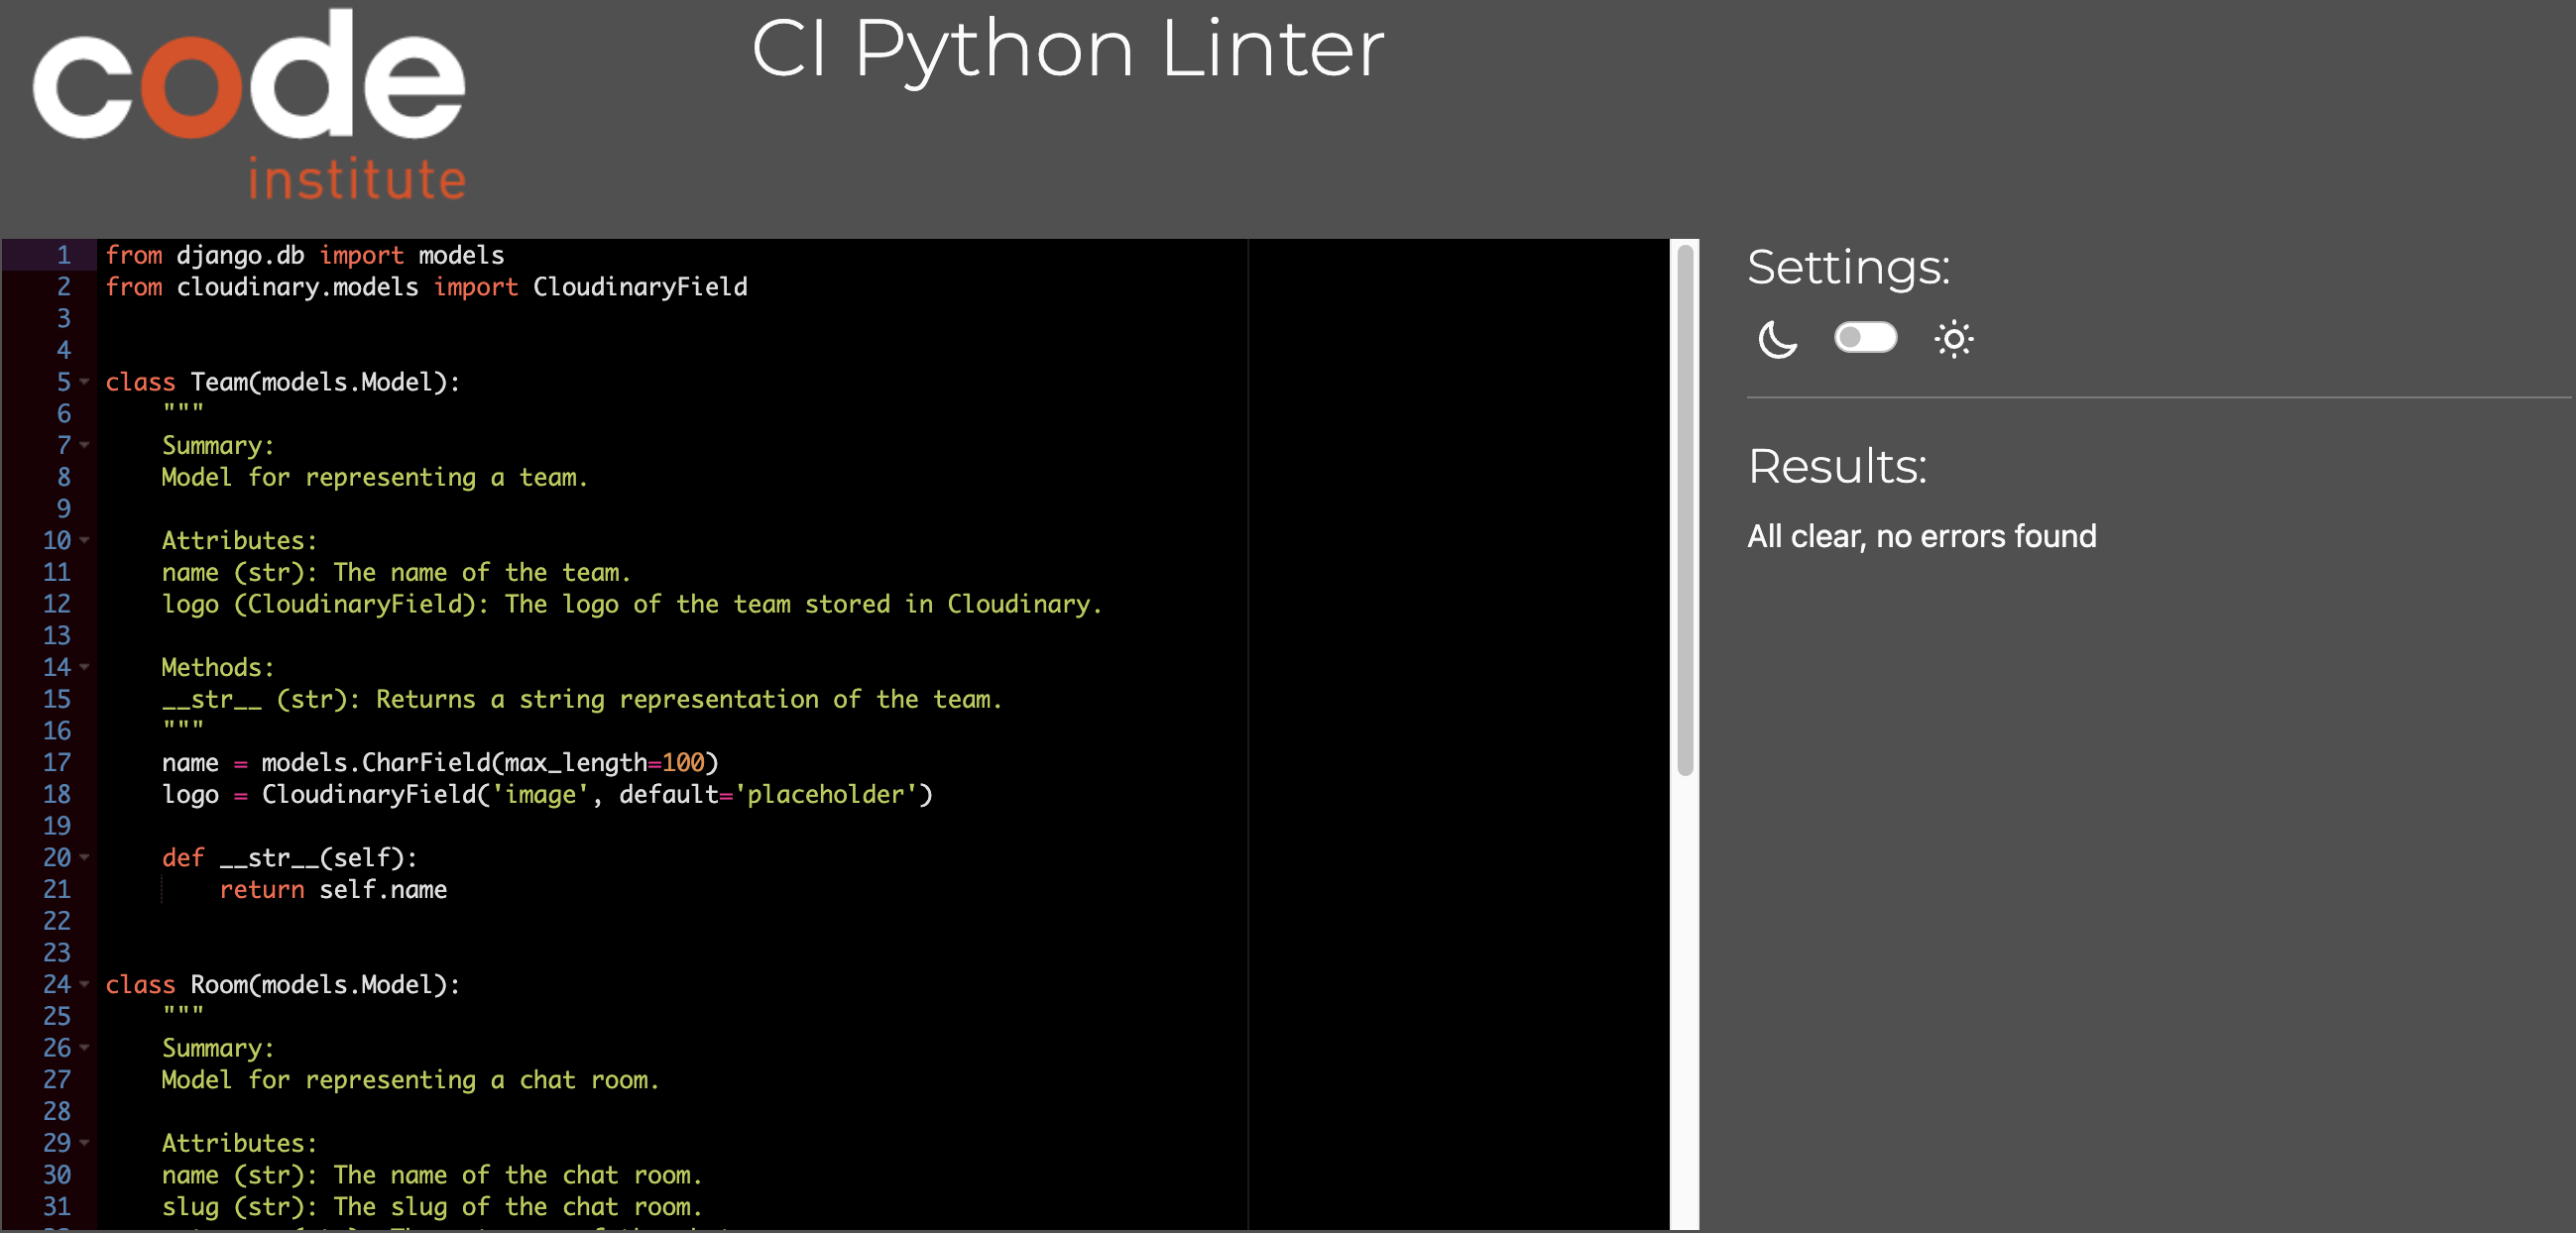 code
institute
CI Python Linter
1 from django.db import models
2 from cloudinary.models import CloudinaryField
3
4
5 class Team(models.Model):
6     """
7     Summary:
8     Model for representing a team.
9
10     Attributes:
11     name (str): The name of the team.
12     logo (CloudinaryField): The logo of the team stored in Cloudinary.
13
14     Methods:
15     __str__ (str): Returns a string representation of the team.
16     """
17     name = models.CharField(max_length=100)
18     logo = CloudinaryField('image', default='placeholder')
19
20     def __str__(self):
21         return self.name
22
23
24 class Room(models.Model):
25     """
26     Summary:
27     Model for representing a chat room.
28
29     Attributes:
30     name (str): The name of the chat room.
31     slug (str): The slug of the chat room.
Settings:
Results:
All clear, no errors found